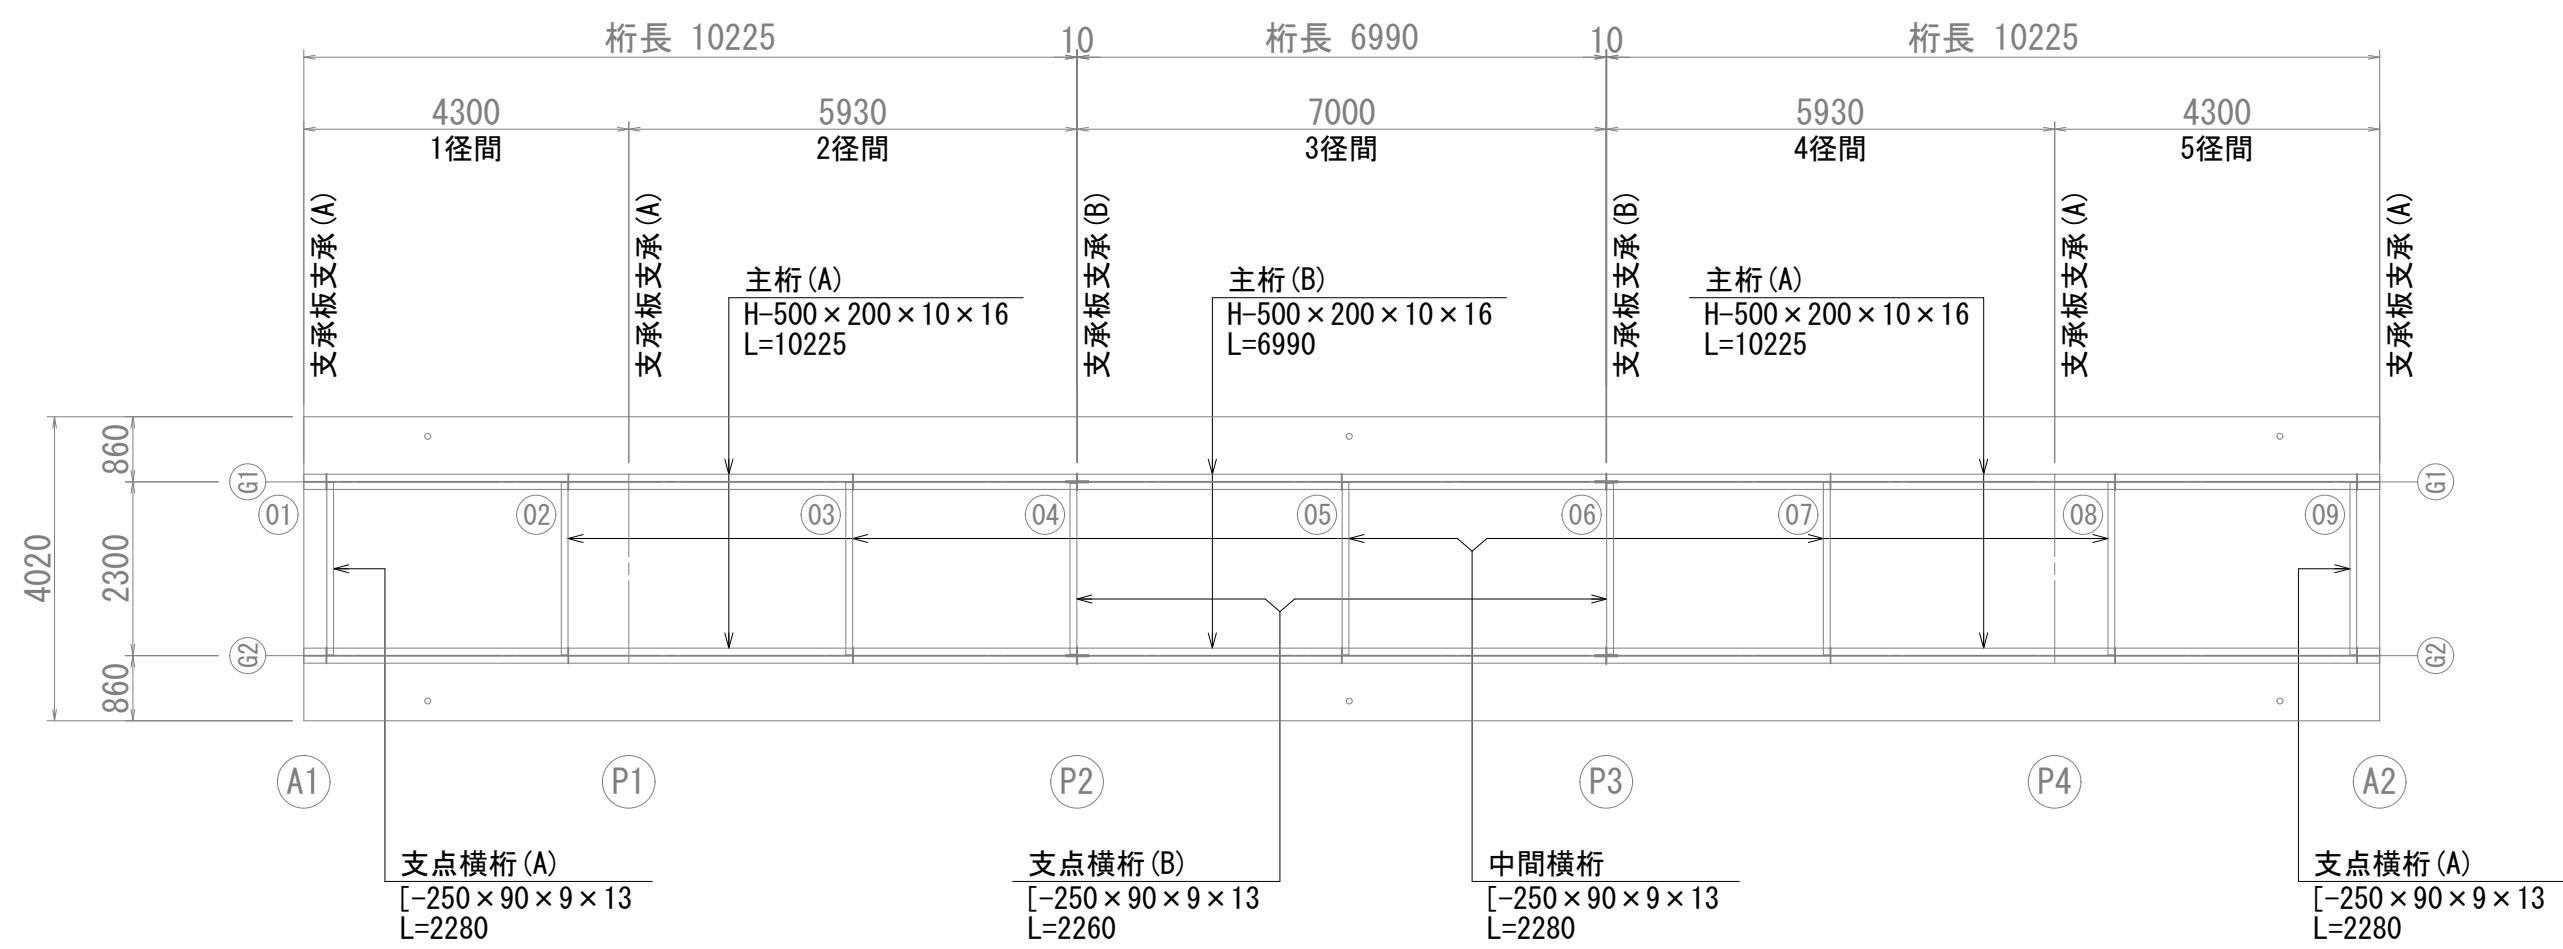 桁長 10225
10
桁長 6990
10
桁長 10225
4300
5930
7000
5930
4300
1径間
2径間
3径間
4径間
5径間
支承板支承(A)
支承板支承(A)
支承板支承(B)
支承板支承(B)
支承板支承(A)
支承板支承(A)
主桁(A)
H-500×200×10×16
L=10225
主桁(B)
H-500×200×10×16
L=6990
主桁(A)
H-500×200×10×16
L=10225
4020
860
2300
860
G1
G1
01
02
03
04
05
06
07
08
09
G2
G2
A1
P1
P2
P3
P4
A2
支点横桁(A)
[-250×90×9×13
L=2280
支点横桁(B)
[-250×90×9×13
L=2260
中間横桁
[-250×90×9×13
L=2280
支点横桁(A)
[-250×90×9×13
L=2280